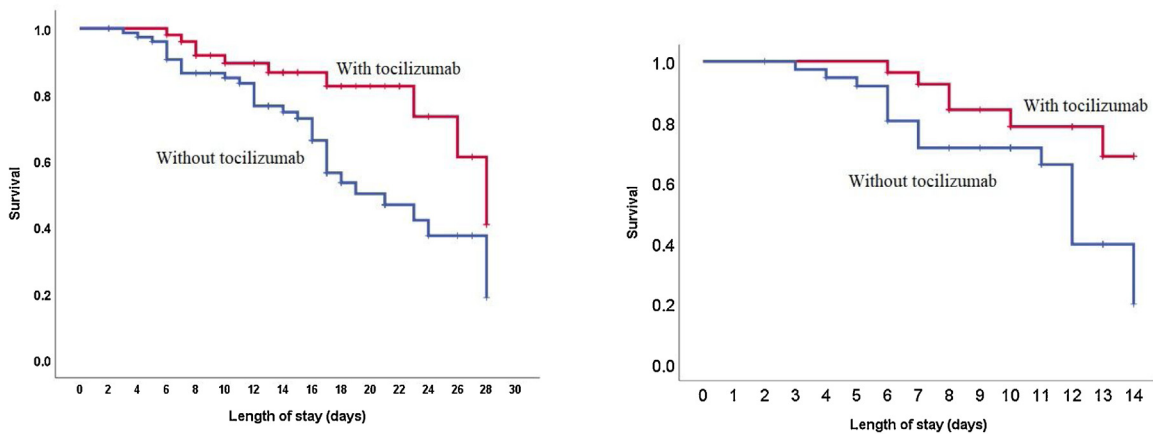 1.0
0.8
0.6
0.4
0.2
0.0
Survival
With tocilizumab
Without tocilizumab
0 2 4 6 8 10 12 14 16 18 20 22 24 26 28 30
Length of stay (days)
1.0
0.8
0.6
0.4
0.2
0.0
Survival
With tocilizumab
Without tocilizumab
0 1 2 3 4 5 6 7 8 9 10 11 12 13 14
Length of stay (days)